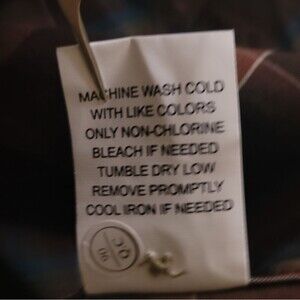 MACHINE WASH COLD
WITH LIKE COLORS
ONLY NON-CHLORINE
BLEACH IF NEEDED
TUMBLE DRY LOW
REMOVE PROMPTLY
COOL IRON IF NEEDED